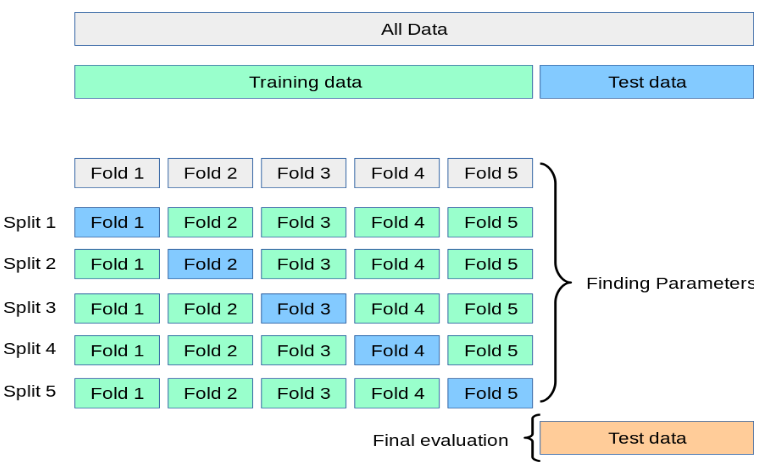 All Data
Training data Test data
Fold 1 Fold 2 Fold 3 Fold 4 Fold 5
Split 1 Fold 1 Fold 2 Fold 3 Fold 4 Fold 5
Split 2 Fold 1 Fold 2 Fold 3 Fold 4 Fold 5
Finding Parameters
Split 3 Fold 1 Fold 2 Fold 3 Fold 4 Fold 5
Split 4 Fold 1 Fold 2 Fold 3 Fold 4 Fold 5
Split 5 Fold 1 Fold 2 Fold 3 Fold 4 Fold 5
Final evaluation Test data